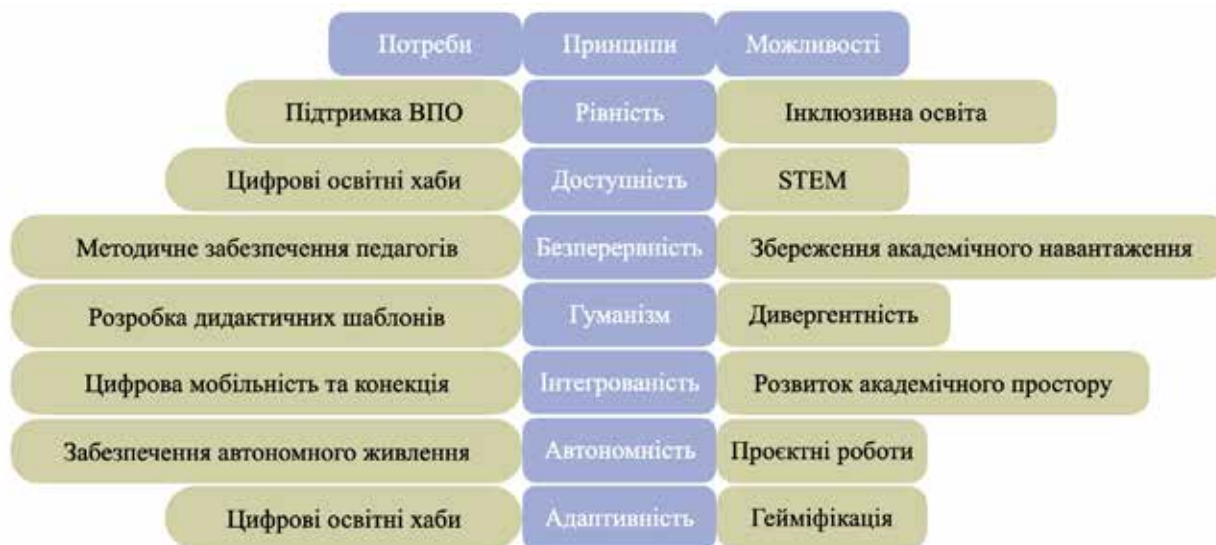 Потреби Принципи Можливості
Підтримка ВПО Рівність Інклюзивна освіта
Цифрові освітні хаби Доступність STEM
Методичне забезпечення педагогів Безперервність Збереження академічного навантаження
Розробка дидактичних шаблонів Гуманізм Дивергентність
Цифрова мобільність та конекція Інтегрованість Розвиток академічного простору
Забезпечення автономного живлення Автономність Проєктні роботи
Цифрові освітні хаби Адаптивність Гейміфікація